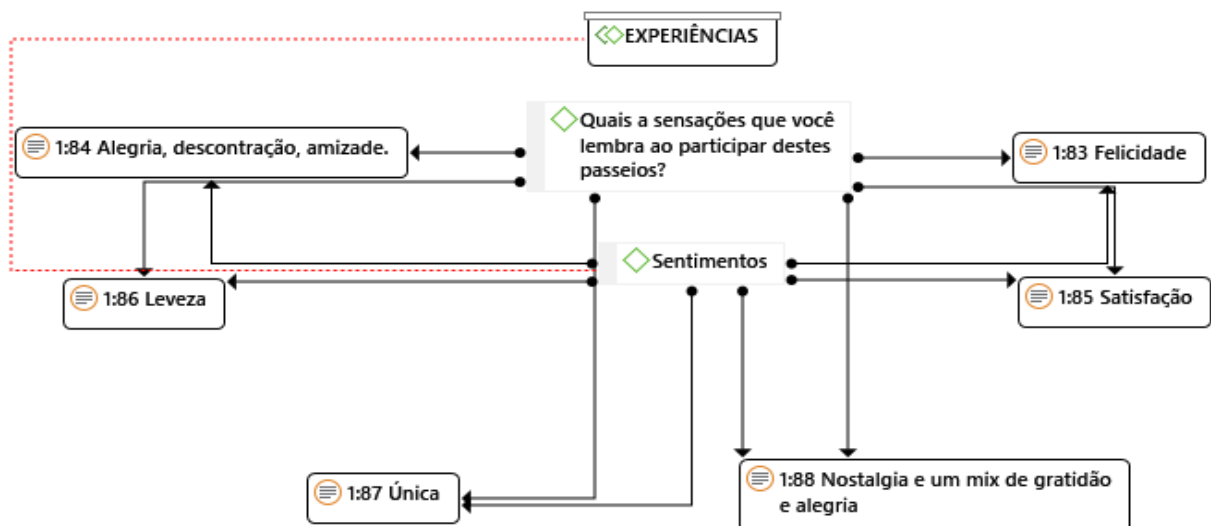 EXPERIÊNCIAS
Quais a sensações que você
lembra ao participar destes
passeios?
1:84 Alegria, descontração, amizade.
1:83 Felicidade
Sentimentos
1:86 Leveza
1:85 Satisfação
1:87 Única
1:88 Nostalgia e um mix de gratidão
e alegria